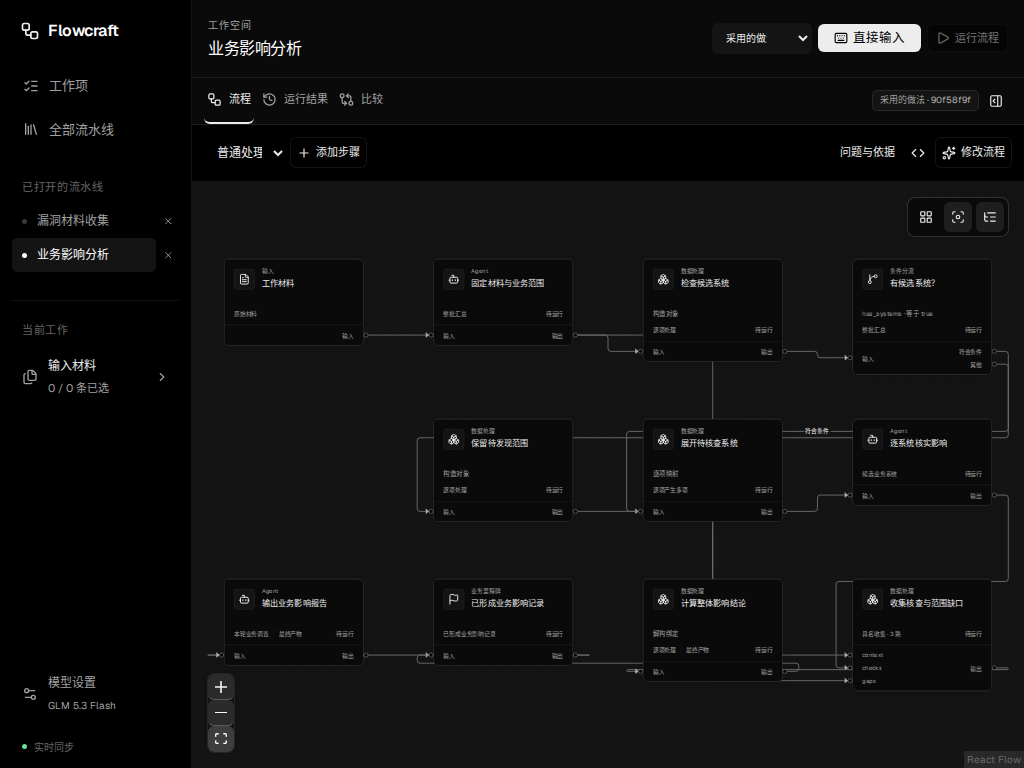 Flowcraft
工作项
全部流水线
已打开的流水线
漏洞材料收集
业务影响分析
当前工作
输入材料
0 / 0 条已选
模型设置
GLM 5.3 Flash
实时同步
工作空间
业务影响分析
采用的做
直接输入
运行流程
流程
运行结果
比较
采用的做法 · 90f58f9f
普通处理
添加步骤
问题与依据
修改流程
输入
工作材料
原始材料
输入
Agent
固定材料与业务范围
整批汇总
待运行
输入
输出
数据处理
检查候选系统
构造对象
逐项处理
待运行
输入
输出
条件分流
有候选系统?
has_systems · 等于 true
整批汇总
待运行
输入
符合条件
其他
数据处理
保留待发现范围
构造对象
逐项处理
待运行
输入
输出
数据处理
展开待核查系统
逐项映射
逐项产生多项
待运行
输入
输出
符合条件
Agent
逐系统核实影响
候选业务系统
待运行
输入
输出
Agent
输出业务影响报告
本轮业务调查
最终产物
待运行
输入
输出
业务里程碑
已形成业务影响记录
已形成业务影响记录
待运行
输入
输出
数据处理
计算整体影响结论
解构绑定
逐项处理
最终产物
待运行
输入
输出
数据处理
收集核查与范围缺口
具名收集 · 3 路
待运行
context
checks
gaps
输出
React Flow